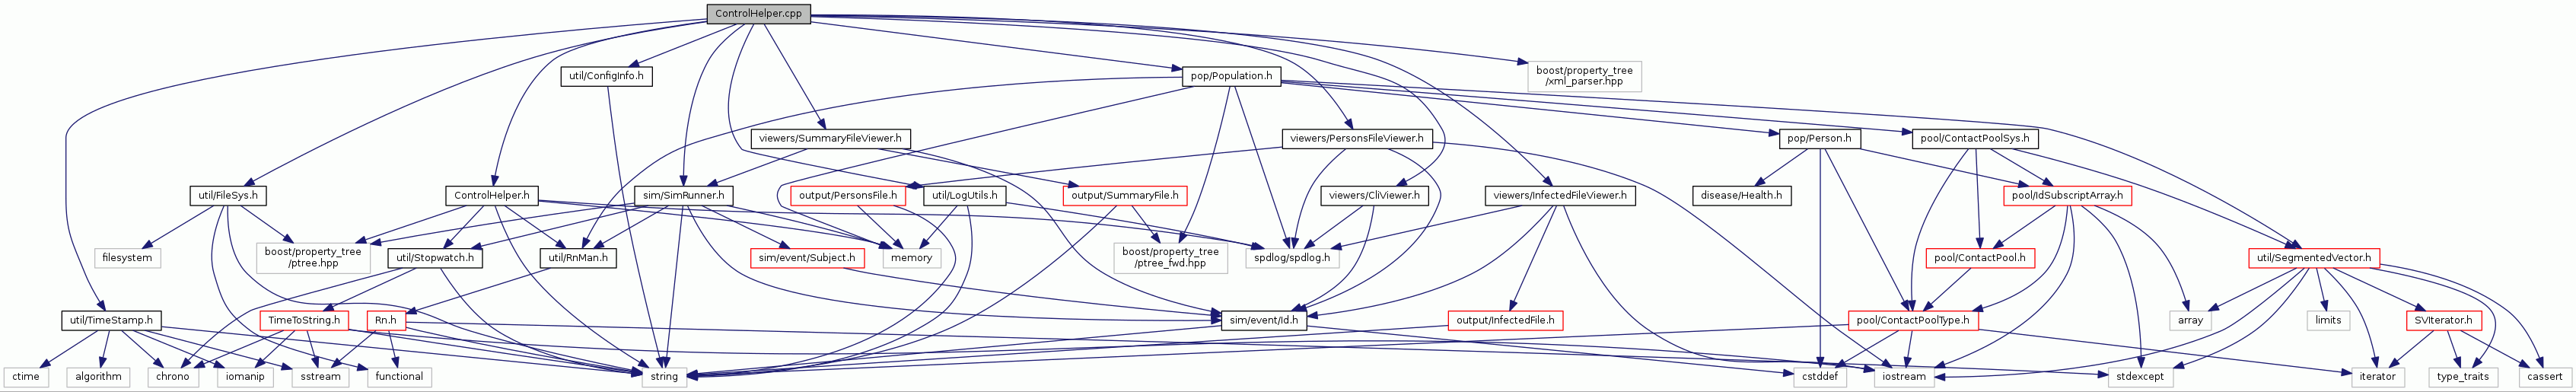 ControlHelper.cpp
util/ConfigInfo.h
pop/Population.h
boost/property_tree
/xml_parser.hpp
viewers/SummaryFileViewer.h
viewers/PersonsFileViewer.h
pop/Person.h
pool/ContactPoolSys.h
util/FileSys.h
ControlHelper.h
sim/SimRunner.h
output/PersonsFile.h
util/LogUtils.h
output/SummaryFile.h
viewers/CliViewer.h
viewers/InfectedFileViewer.h
disease/Health.h
pool/IdSubscriptArray.h
filesystem
boost/property_tree
/ptree.hpp
util/Stopwatch.h
util/RnMan.h
sim/event/Subject.h
memory
boost/property_tree
/ptree_fwd.hpp
spdlog/spdlog.h
pool/ContactPool.h
util/SegmentedVector.h
util/TimeStamp.h
TimeToString.h
Rn.h
sim/event/Id.h
output/InfectedFile.h
pool/ContactPoolType.h
array
limits
SVIterator.h
ctime
algorithm
chrono
iomanip
sstream
functional
string
cstddef
iostream
stdexcept
iterator
type_traits
cassert